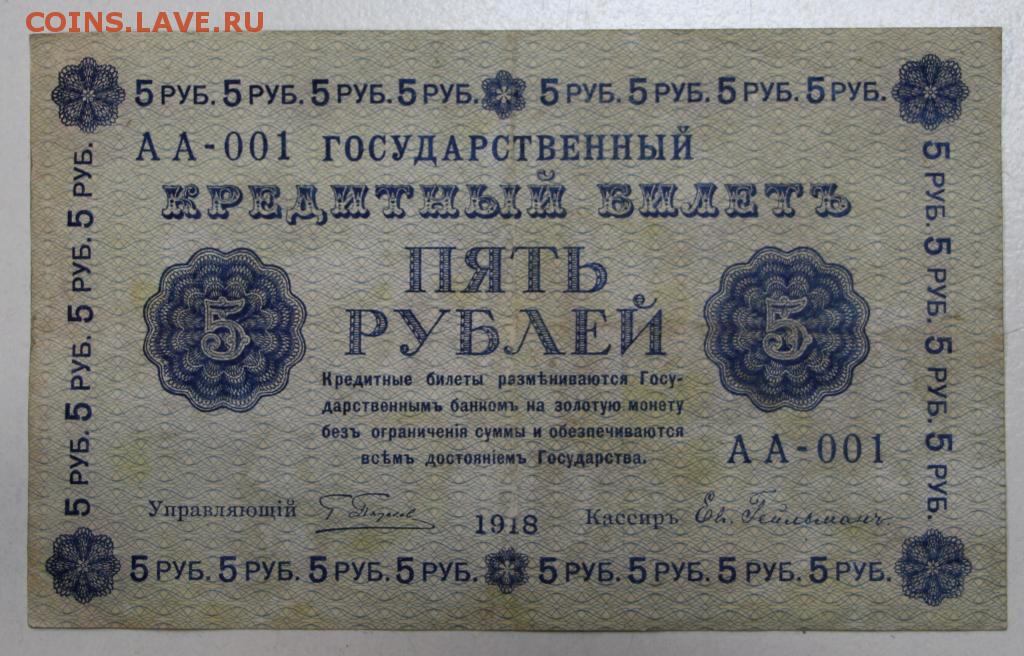 COINS.LAVE.RU
5 РУБ. 5 РУБ. 5 РУБ. 5 РУБ. 5 РУБ. 5 РУБ. 5 РУБ. 5 РУБ.
АА-001 ГОСУДАРСТВЕННЫЙ
КРЕДИТНЫЙ БИЛЕТЪ
5 ПЯТЬ 5
РУБЛЕЙ
Кредитные билеты размѣниваются Госу-
дарственнымъ банкомъ на золотую монету
безъ ограниченія суммы и обезпечиваются
всѣмъ достояніемъ Государства.
АА-001
Управляющій Г. Пятаков 1918 Кассиръ Ев. Гейльманъ
5 РУБ. 5 РУБ. 5 РУБ. 5 РУБ. 5 РУБ. 5 РУБ. 5 РУБ. 5 РУБ.
5 РУБ. 5 РУБ. 5 РУБ. 5 РУБ.
5 РУБ. 5 РУБ. 5 РУБ. 5 РУБ.